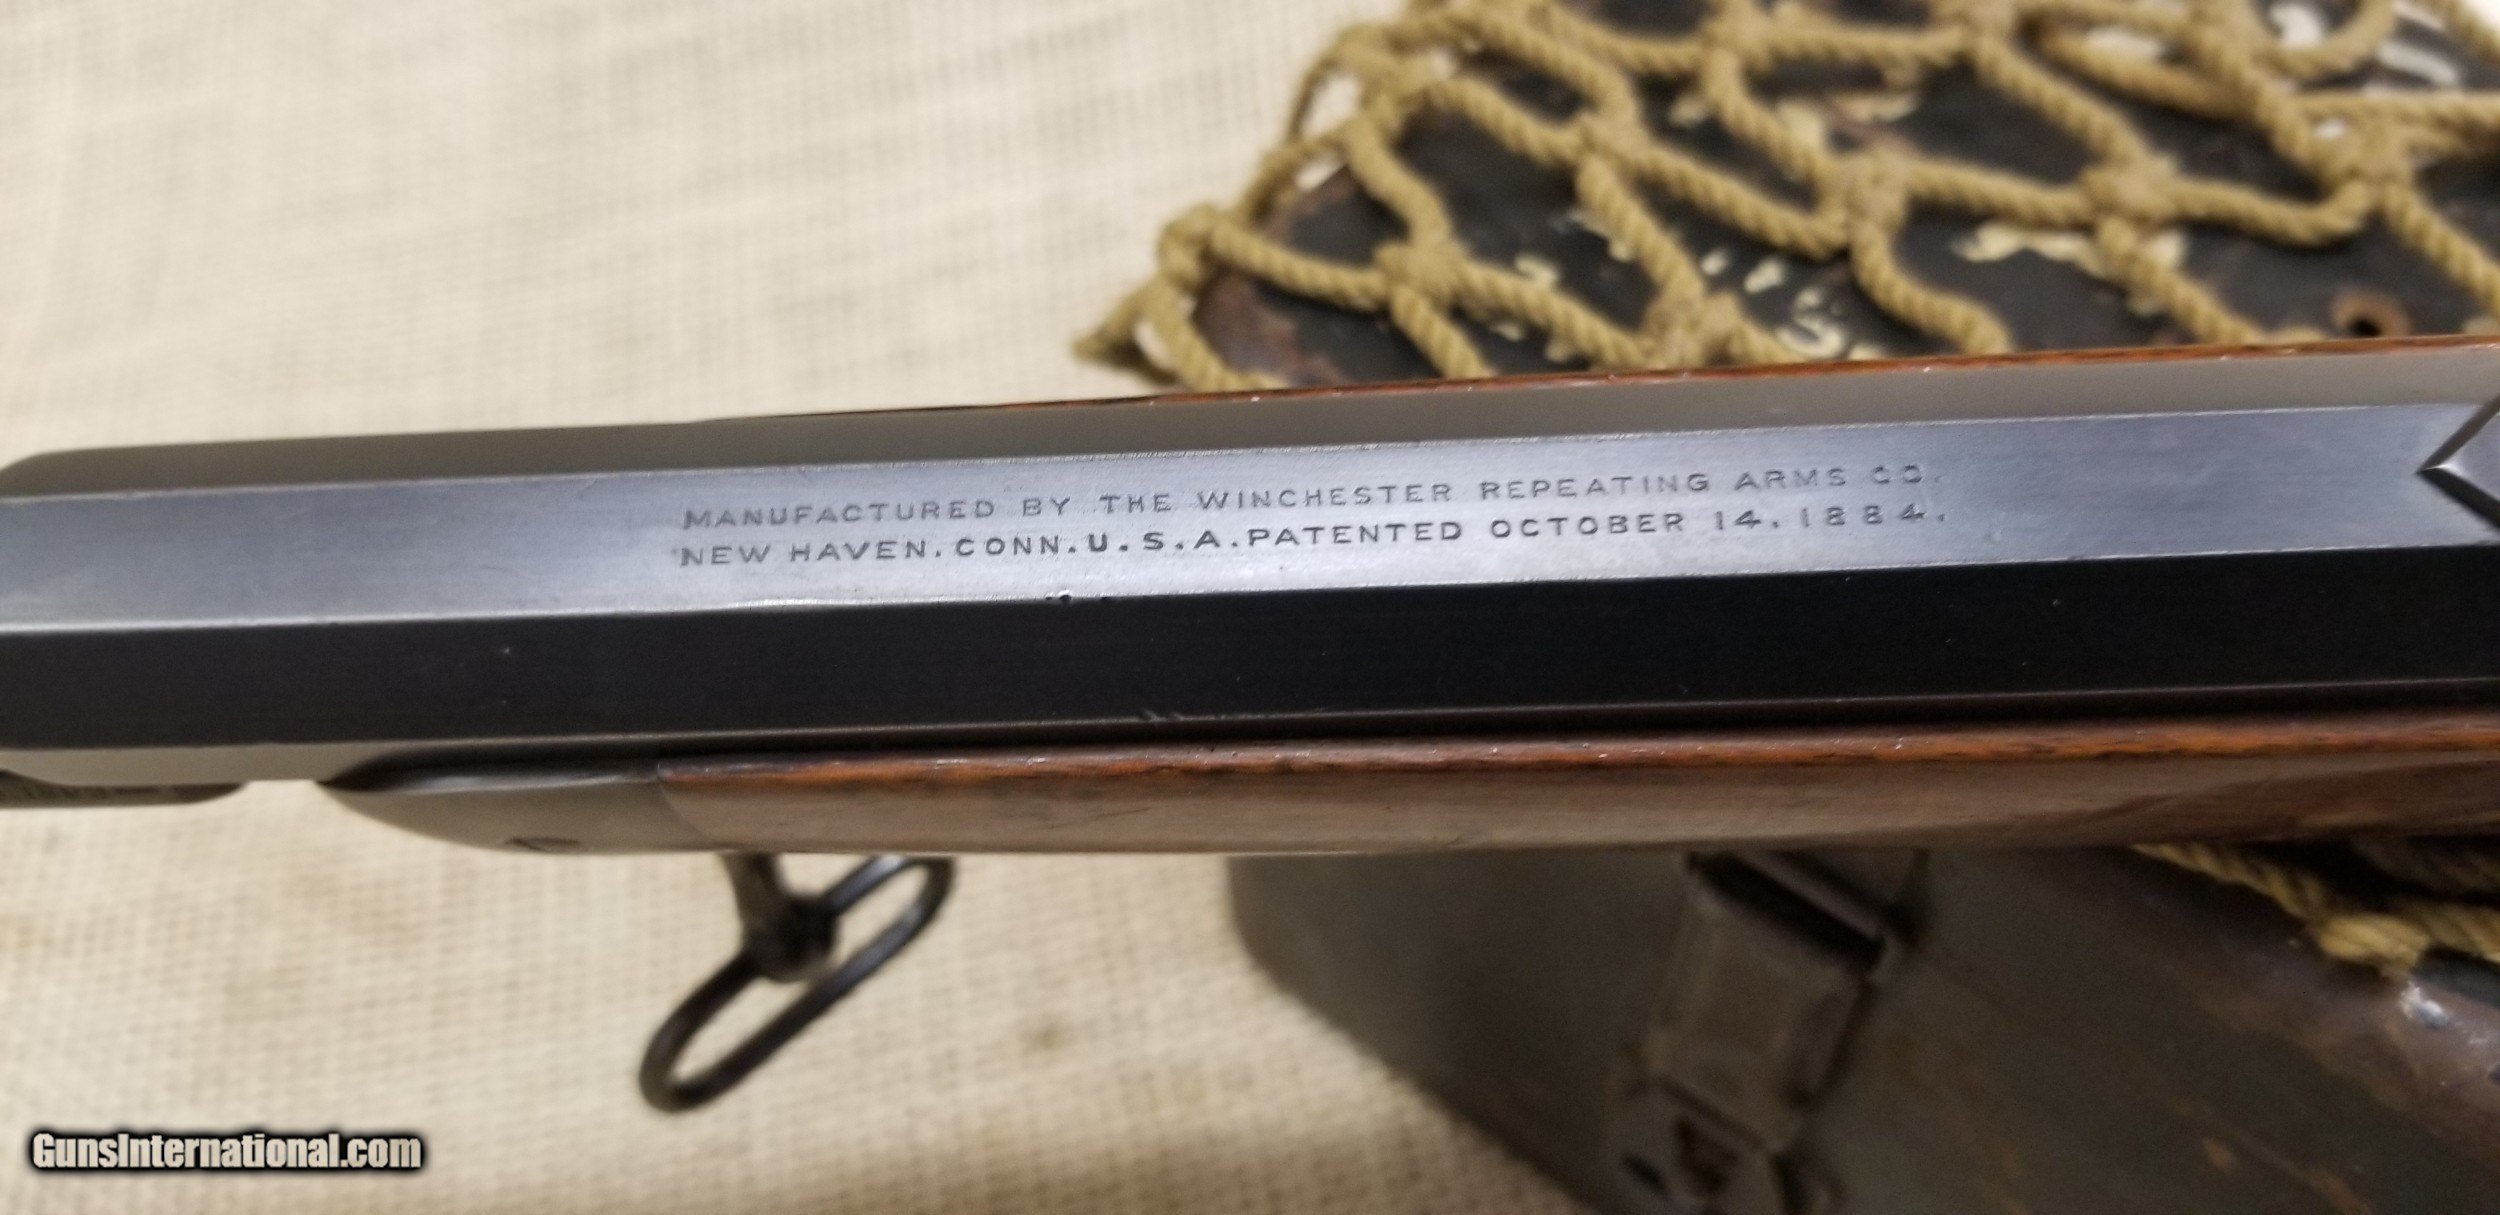 MANUFACTURED BY THE WINCHESTER REPEATING ARMS CO.
NEW HAVEN. CONN. U. S. A. PATENTED OCTOBER 14. 1884.
GunsInternational.com